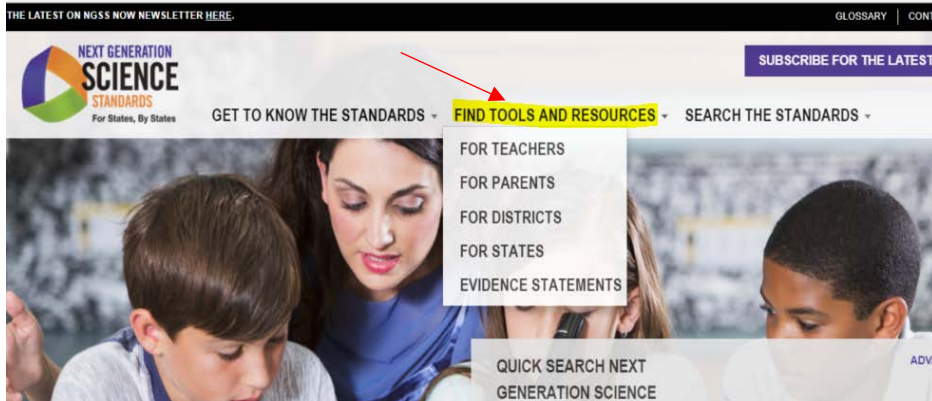 THE LATEST ON NGSS NOW NEWSLETTER HERE.
GLOSSARY
NEXT GENERATION
SCIENCE
STANDARDS
For States, By States
SUBSCRIBE FOR THE LATEST
GET TO KNOW THE STANDARDS
FIND TOOLS AND RESOURCES
SEARCH THE STANDARDS
FOR TEACHERS
FOR PARENTS
FOR DISTRICTS
FOR STATES
EVIDENCE STATEMENTS
QUICK SEARCH NEXT
GENERATION SCIENCE